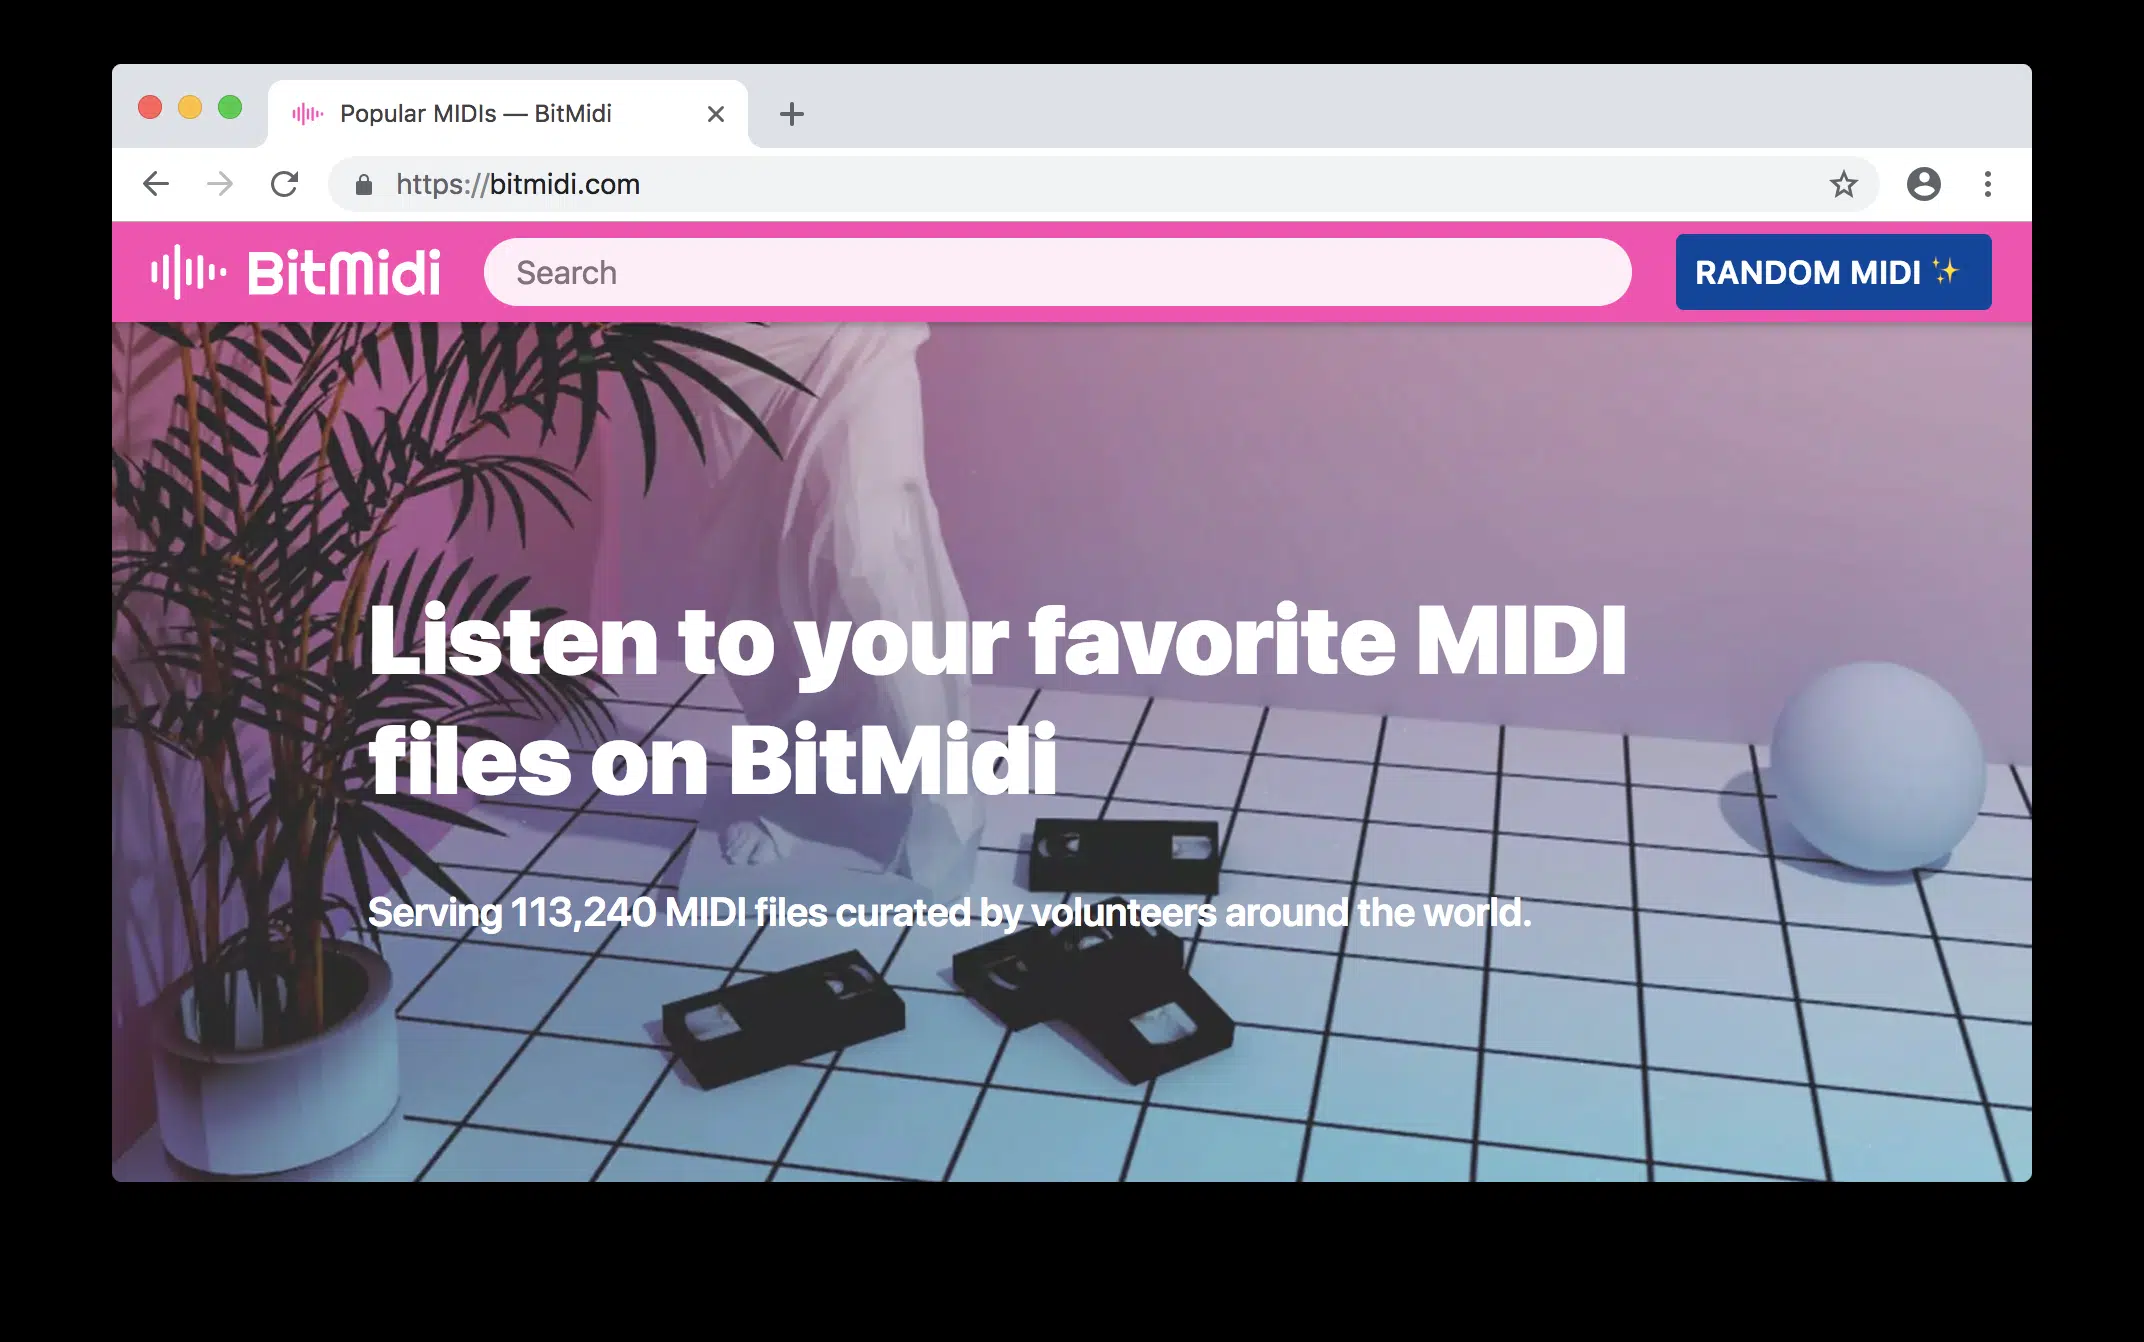 Popular MIDIs — BitMidi
https://bitmidi.com
BitMidi
Search
RANDOM MIDI ✨
Listen to your favorite MIDI
files on BitMidi
Serving 113,240 MIDI files curated by volunteers around the world.